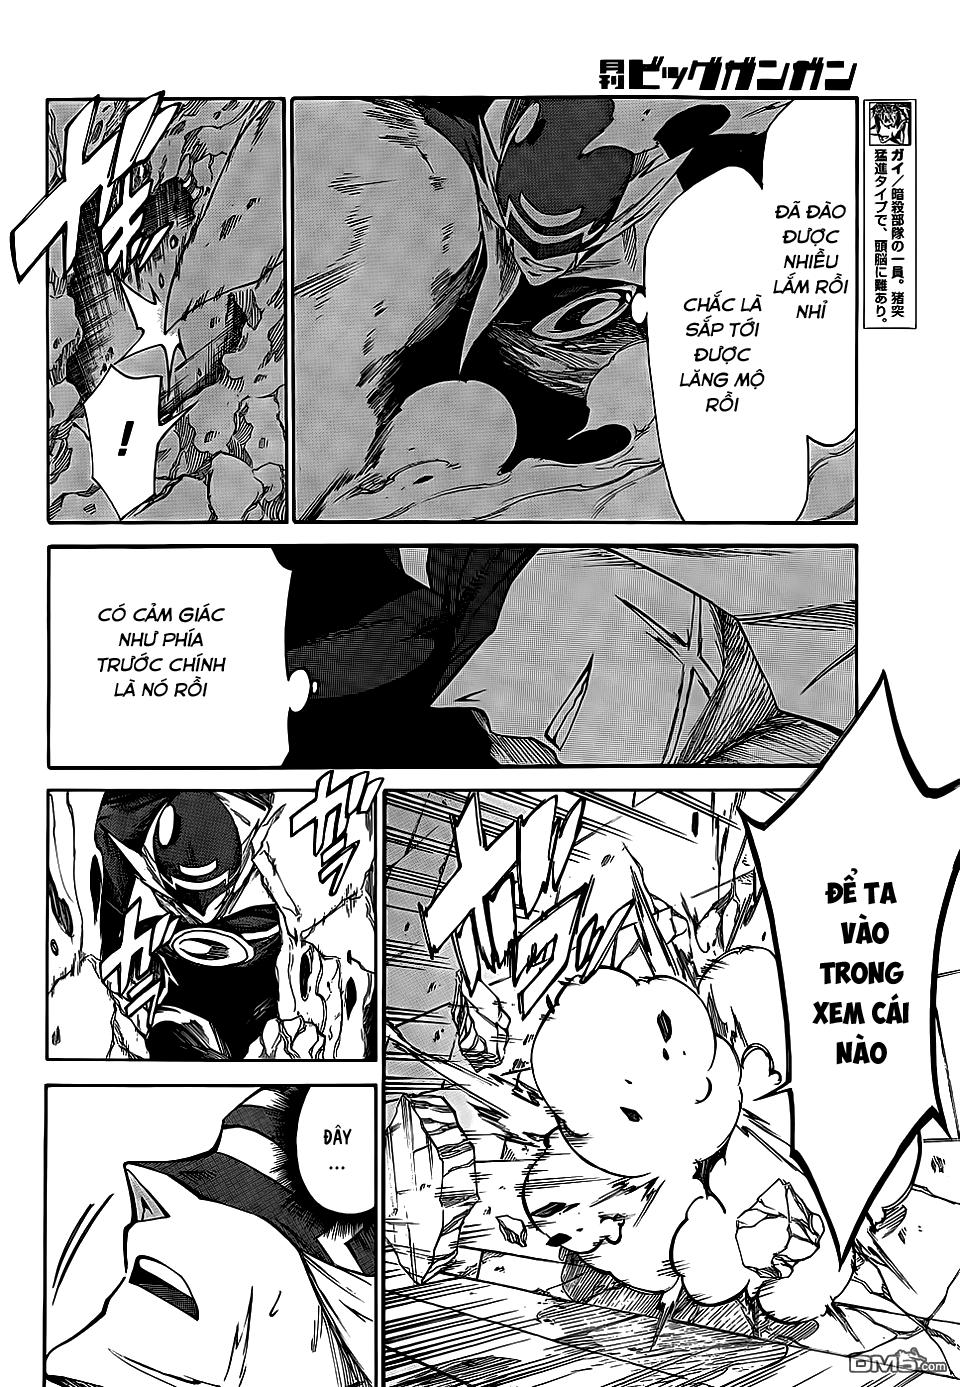 月刊ビッグガンガン
ガイ/暗殺部隊の一員。猪突
猛進タイプで、頭脳に難あり。
ĐÃ ĐÀO
ĐƯỢC
NHIỀU
LẮM RỒI
NHỈ
CHẮC LÀ
SẮP TỚI
ĐƯỢC
LĂNG MỘ
RỒI
!
CÓ CẢM GIÁC
NHƯ PHÍA
TRƯỚC CHÍNH
LÀ NÓ RỒI
ĐỂ TA
VÀO
TRONG
XEM CÁI
NÀO
ĐÂY
...